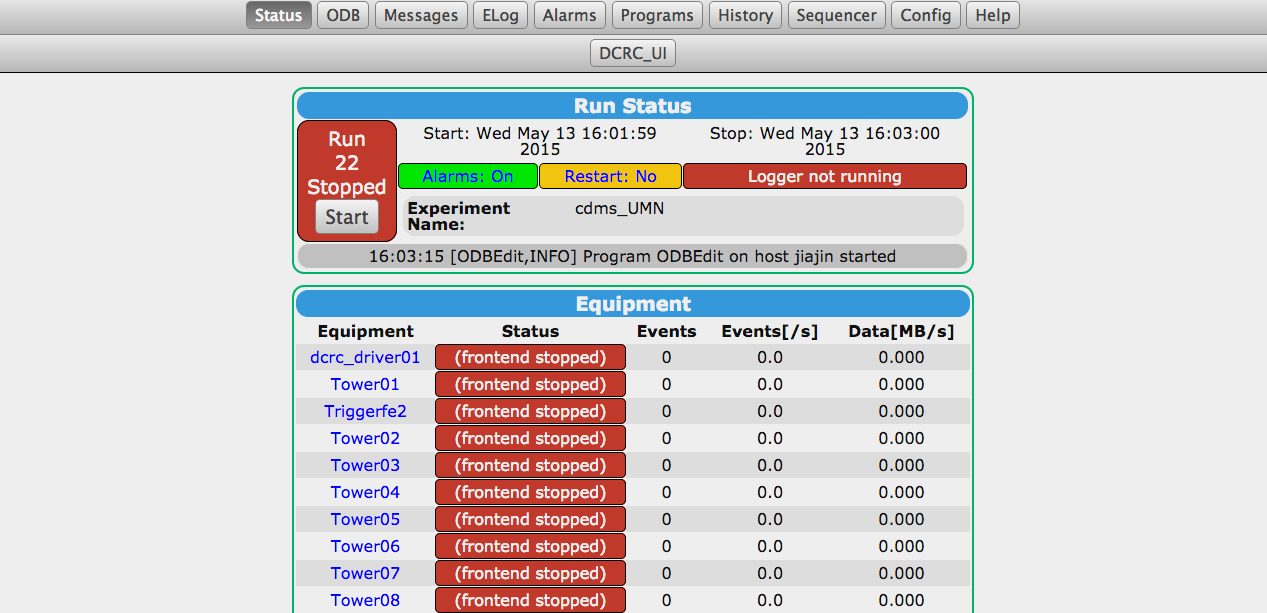 Status ODB Messages ELog Alarms Programs History Sequencer Config Help
DCRC_UI
Run Status
Run
22
Stopped
Start
Start: Wed May 13 16:01:59
2015
Stop: Wed May 13 16:03:00
2015
Alarms: On Restart: No Logger not running
Experiment
Name:
cdms_UMN
16:03:15 [ODBEdit,INFO] Program ODBEdit on host jiajin started
Equipment
Equipment Status Events Events[/s] Data[MB/s]
dcrc_driver01 (frontend stopped) 0 0.0 0.000
Tower01 (frontend stopped) 0 0.0 0.000
Triggerfe2 (frontend stopped) 0 0.0 0.000
Tower02 (frontend stopped) 0 0.0 0.000
Tower03 (frontend stopped) 0 0.0 0.000
Tower04 (frontend stopped) 0 0.0 0.000
Tower05 (frontend stopped) 0 0.0 0.000
Tower06 (frontend stopped) 0 0.0 0.000
Tower07 (frontend stopped) 0 0.0 0.000
Tower08 (frontend stopped) 0 0.0 0.000